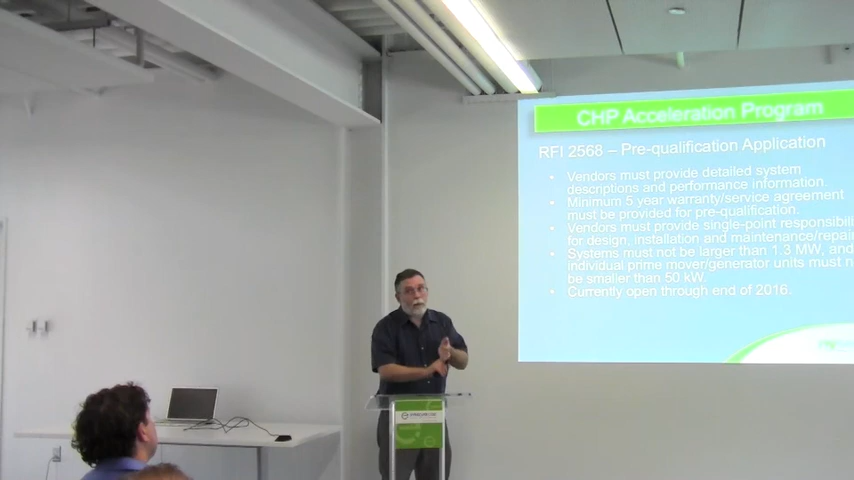 CHP Acceleration Program
RFI 2568 – Pre-qualification Application
• Vendors must provide detailed system
descriptions and performance information.
• Minimum 5 year warranty/service agreement
must be provided for pre-qualification.
• Vendors must provide single-point responsibili
for design, installation and maintenance/repai
• Systems must not be larger than 1.3 MW, and
individual prime mover/generator units must n
be smaller than 50 kW.
• Currently open through end of 2016.